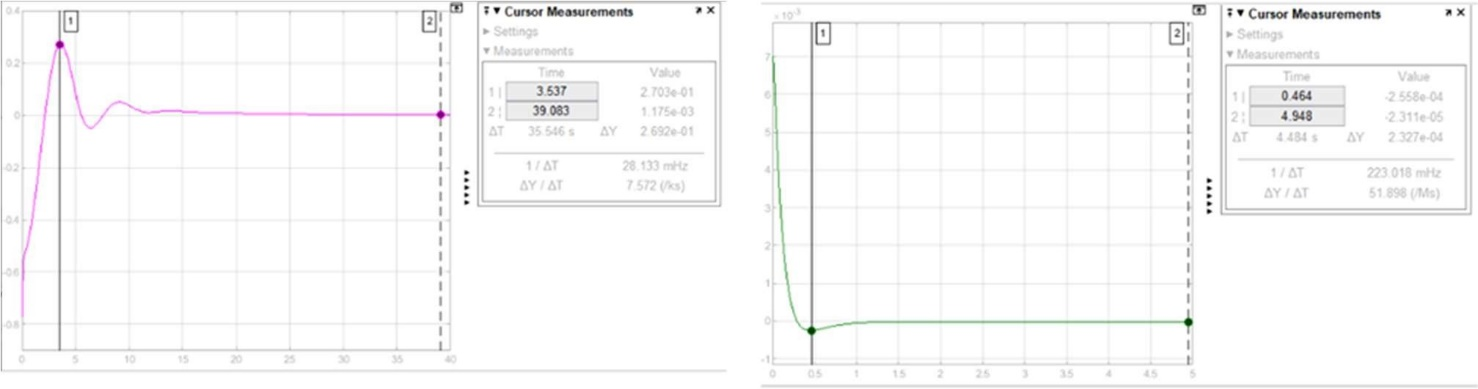 0.4
0.2
0
-0.2
-0.4
-0.6
-0.8
0 5 10 15 20 25 30 35 40
1
2
Cursor Measurements
Settings
Measurements
Time Value
1 | 3.537 2.703e-01
2 ¦ 39.083 1.175e-03
ΔT 35.546 s ΔY 2.692e-01
1 / ΔT 28.133 mHz
ΔY / ΔT 7.572 (/ks)
×10⁻³
7
6
5
4
3
2
1
0
-1
0 0.5 1 1.5 2 2.5 3 3.5 4 4.5 5
1
2
Cursor Measurements
Settings
Measurements
Time Value
1 | 0.464 -2.558e-04
2 ¦ 4.948 -2.311e-05
ΔT 4.484 s ΔY 2.327e-04
1 / ΔT 223.018 mHz
ΔY / ΔT 51.898 (/Ms)